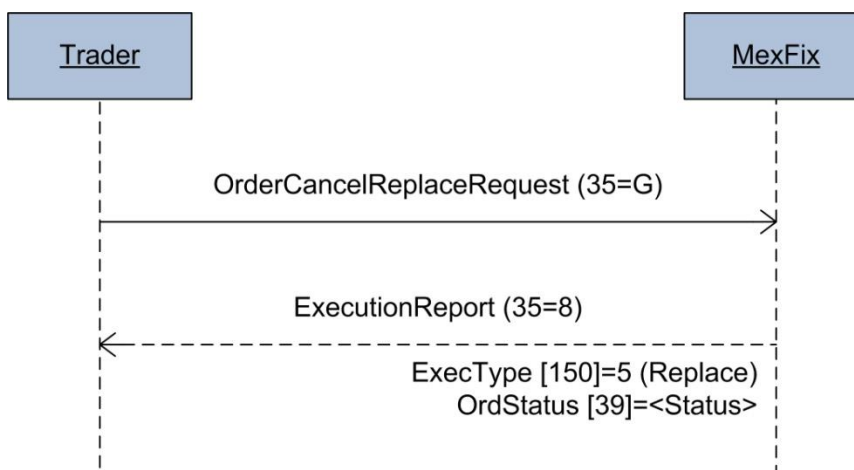 Trader
MexFix
OrderCancelReplaceRequest (35=G)
ExecutionReport (35=8)
ExecType [150]=5 (Replace)
OrdStatus [39]=<Status>